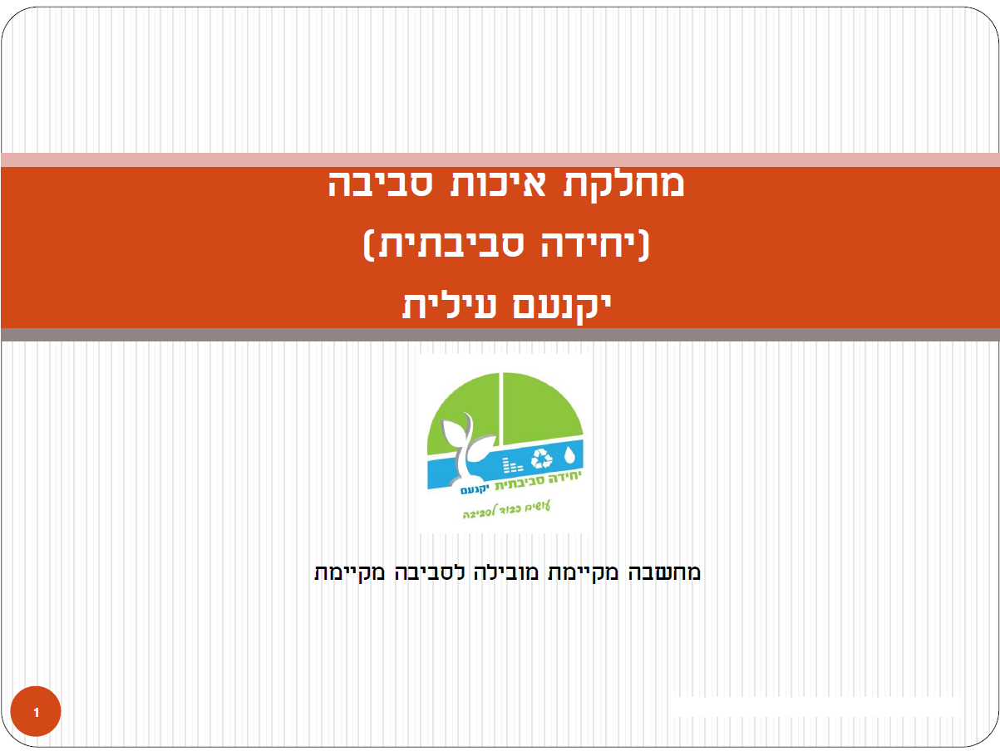 מחלקת איכות סביבה
(יחידה סביבתית)
יקנעם עילית
יחידה סביבתית יקנעם
עושים כבוד לסביבה
מחשבה מקיימת מובילה לסביבה מקיימת
1